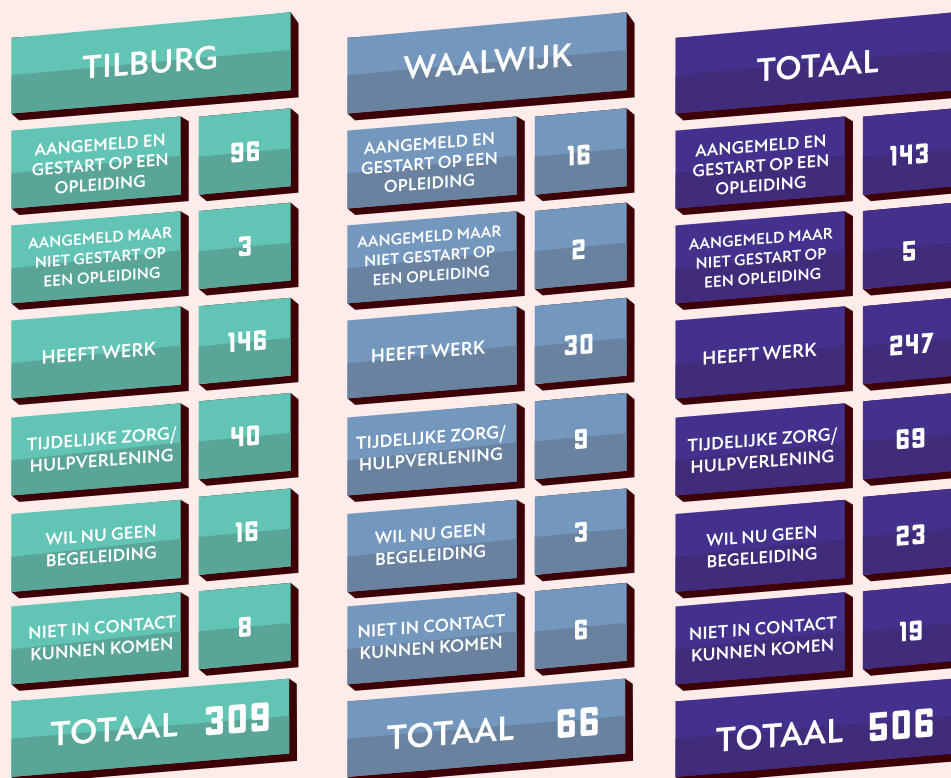 TILBURG
AANGEMELD EN
GESTART OP EEN
OPLEIDING
96
AANGEMELD MAAR
NIET GESTART OP
EEN OPLEIDING
3
HEEFT WERK
146
TIJDELIJKE ZORG/
HULPVERLENING
40
WIL NU GEEN
BEGELEIDING
16
NIET IN CONTACT
KUNNEN KOMEN
8
TOTAAL 309
WAALWIJK
AANGEMELD EN
GESTART OP EEN
OPLEIDING
16
AANGEMELD MAAR
NIET GESTART OP
EEN OPLEIDING
2
HEEFT WERK
30
TIJDELIJKE ZORG/
HULPVERLENING
9
WIL NU GEEN
BEGELEIDING
3
NIET IN CONTACT
KUNNEN KOMEN
6
TOTAAL 66
TOTAAL
AANGEMELD EN
GESTART OP EEN
OPLEIDING
143
AANGEMELD MAAR
NIET GESTART OP
EEN OPLEIDING
5
HEEFT WERK
247
TIJDELIJKE ZORG/
HULPVERLENING
69
WIL NU GEEN
BEGELEIDING
23
NIET IN CONTACT
KUNNEN KOMEN
19
TOTAAL 506